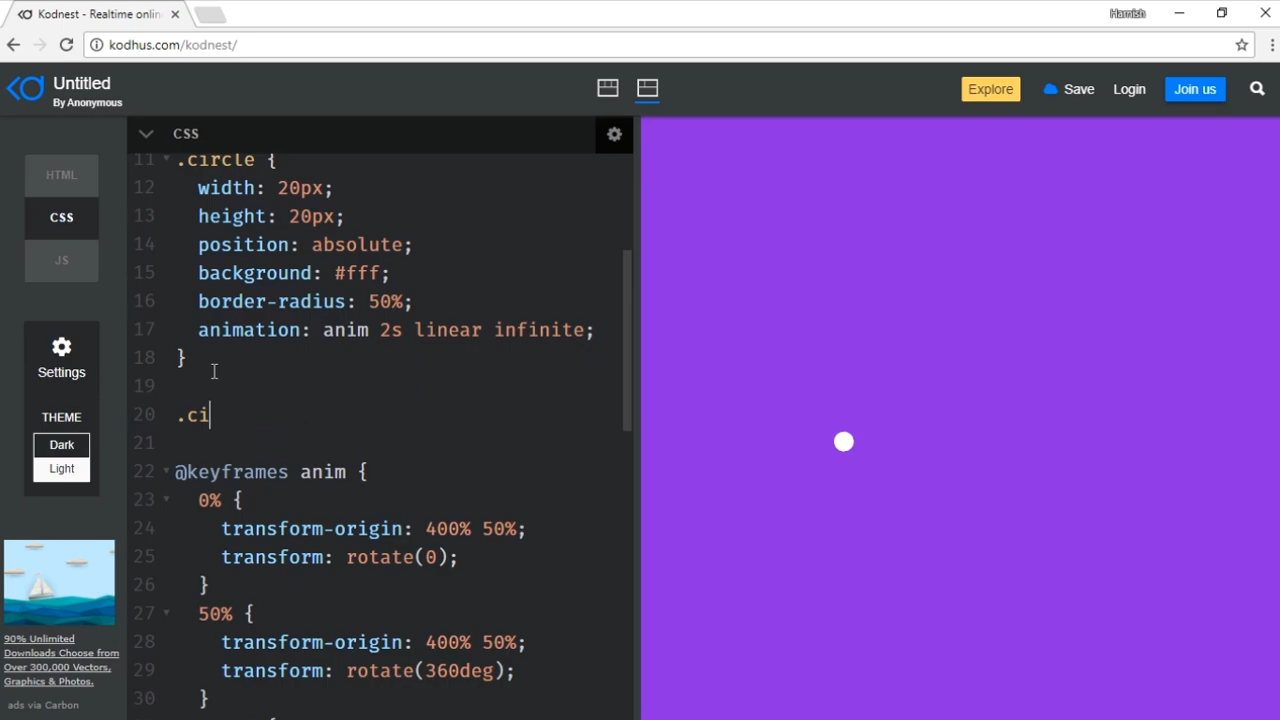 Kodnest - Realtime onlin
Hamish
kodhus.com/kodnest/
Untitled
By Anonymous
Explore
Save
Login
Join us
HTML
CSS
JS
Settings
THEME
Dark
Light
90% Unlimited
Downloads Choose from
Over 300,000 Vectors,
Graphics & Photos.
ads via Carbon
CSS
11 .circle {
12 width: 20px;
13 height: 20px;
14 position: absolute;
15 background: #fff;
16 border-radius: 50%;
17 animation: anim 2s linear infinite;
18 }
19
20 .ci
21
22 @keyframes anim {
23 0% {
24 transform-origin: 400% 50%;
25 transform: rotate(0);
26 }
27 50% {
28 transform-origin: 400% 50%;
29 transform: rotate(360deg);
30 }